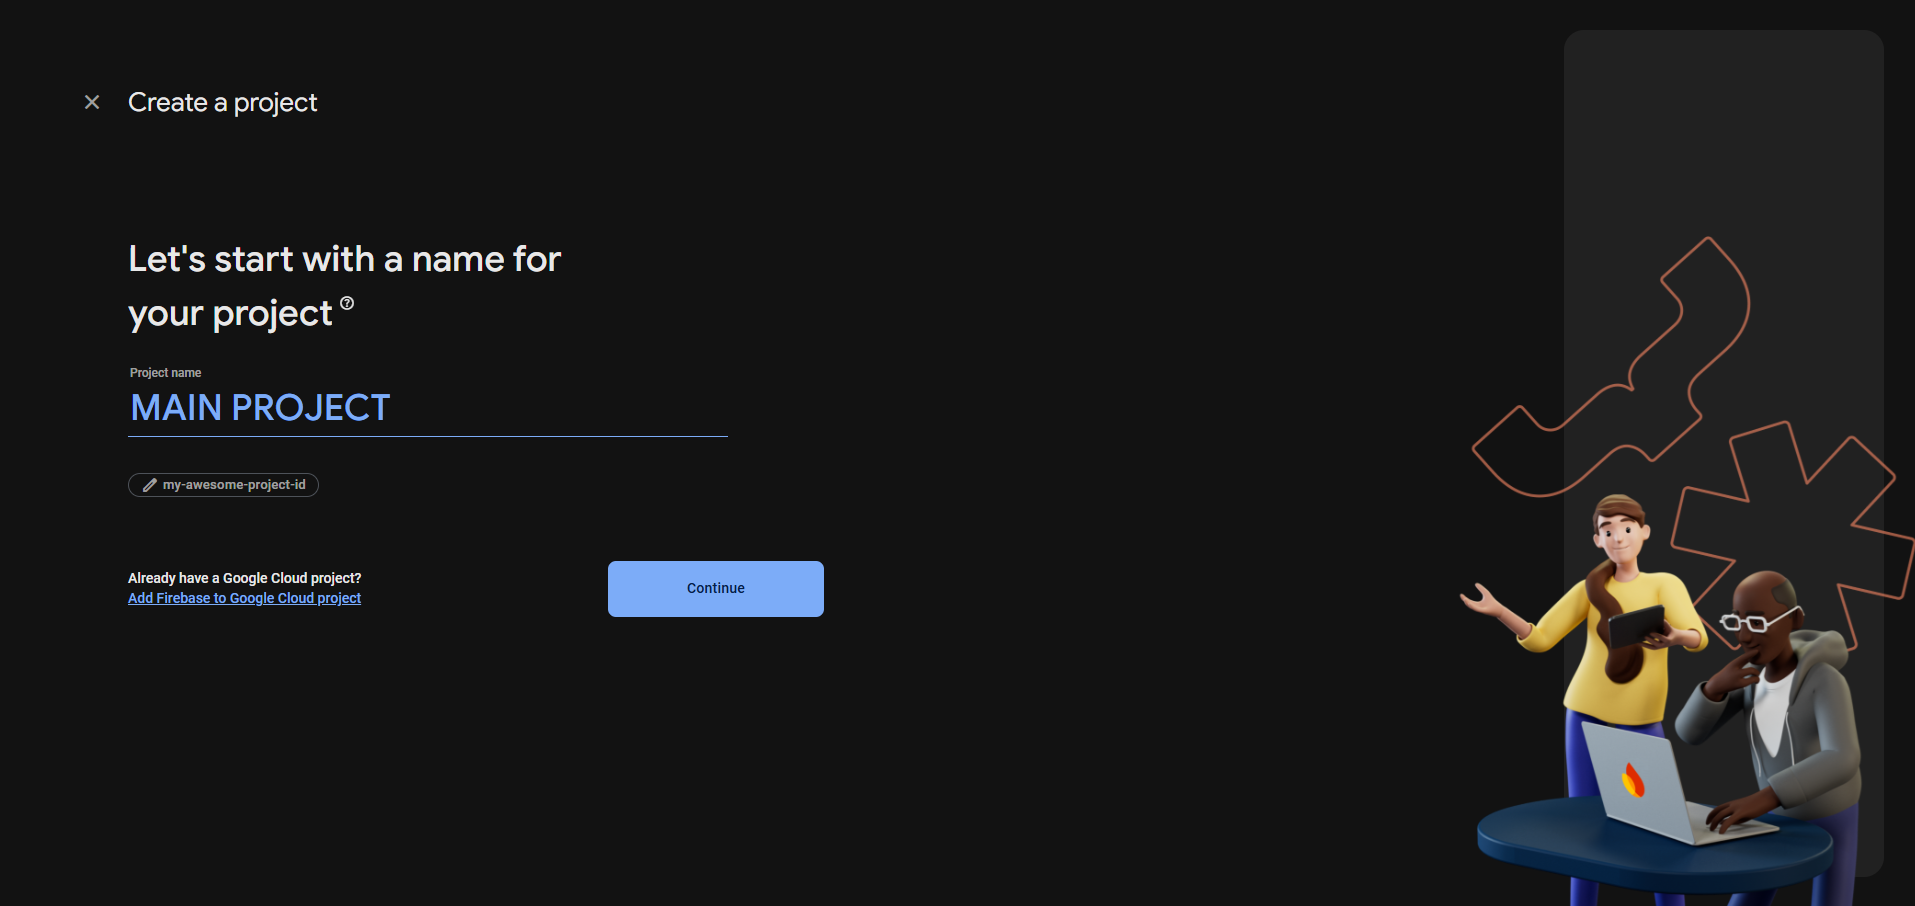 Create a project
Let's start with a name for
your project
Project name
MAIN PROJECT
my-awesome-project-id
Already have a Google Cloud project?
Add Firebase to Google Cloud project
Continue